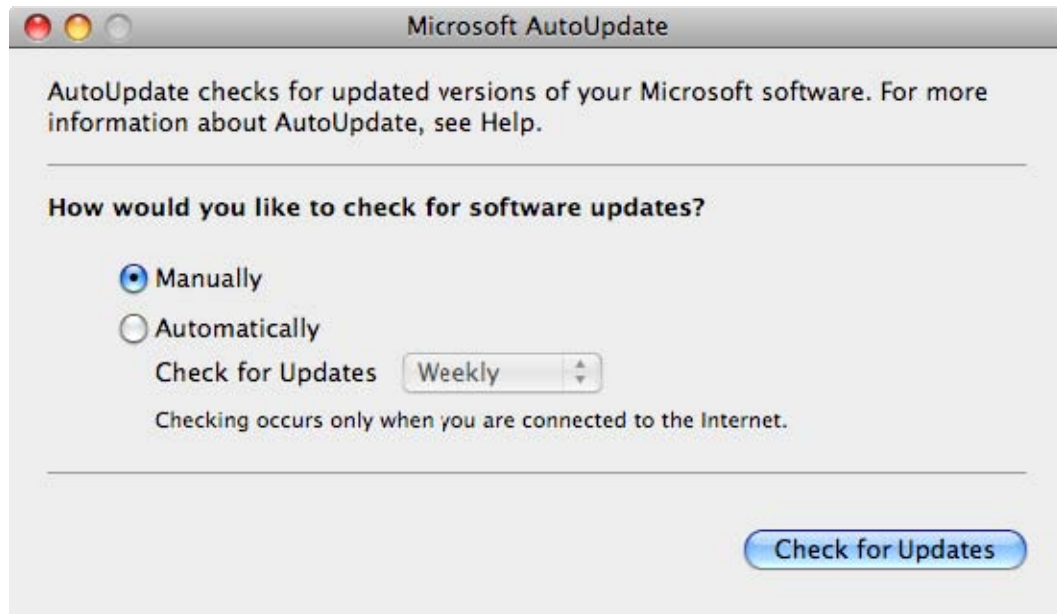 Microsoft AutoUpdate
AutoUpdate checks for updated versions of your Microsoft software. For more
information about AutoUpdate, see Help.
How would you like to check for software updates?
Manually
Automatically
Check for Updates Weekly
Checking occurs only when you are connected to the Internet.
Check for Updates